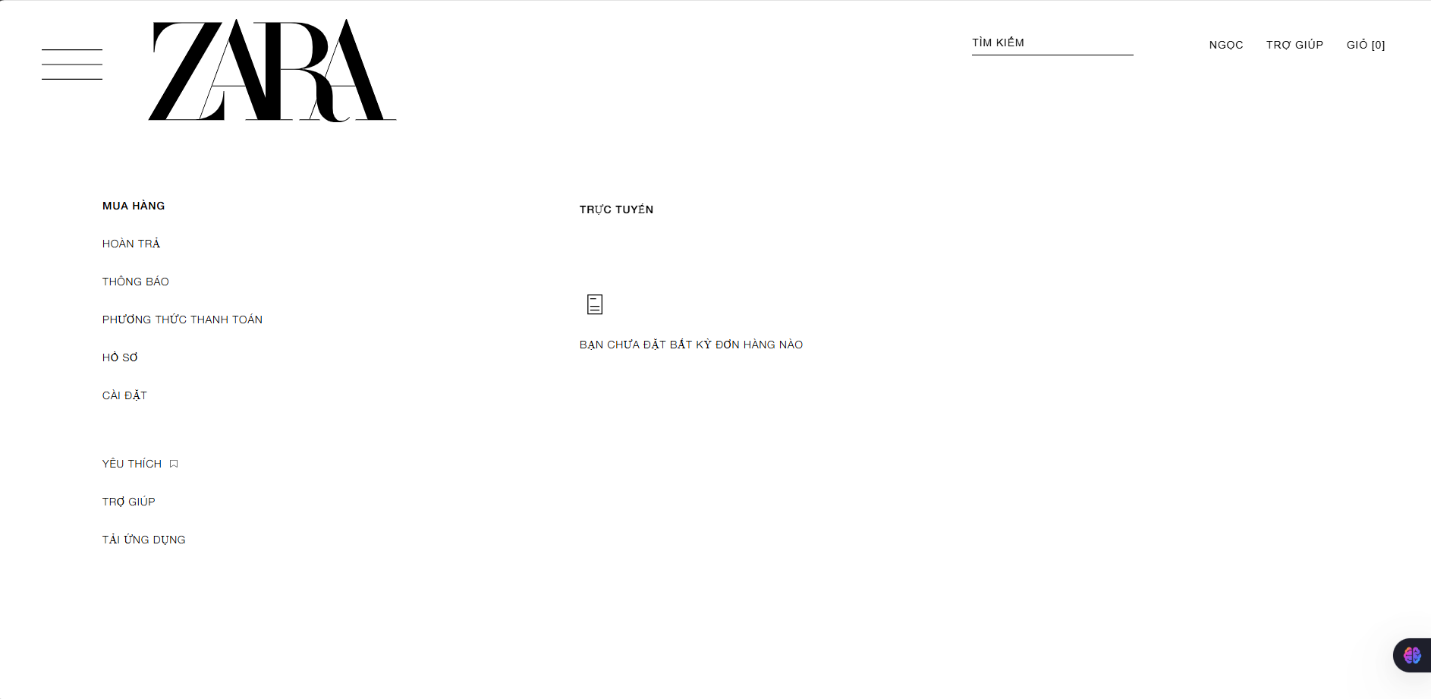 ZARA
TÌM KIẾM
NGỌC
TRỢ GIÚP
GIỎ [0]
MUA HÀNG
HOÀN TRẢ
THÔNG BÁO
PHƯƠNG THỨC THANH TOÁN
HỒ SƠ
CÀI ĐẶT
YÊU THÍCH
TRỢ GIÚP
TẢI ỨNG DỤNG
TRỰC TUYẾN
BẠN CHƯA ĐẶT BẤT KỲ ĐƠN HÀNG NÀO